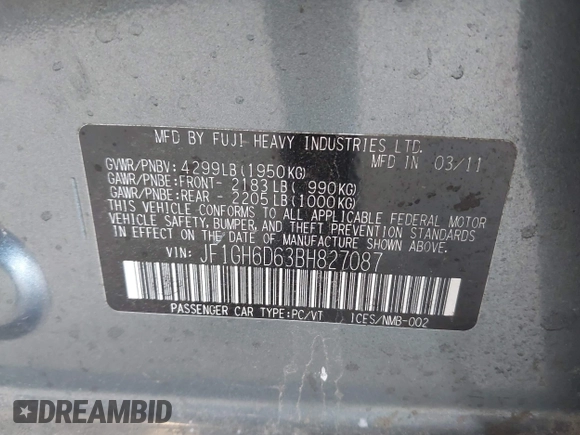 MFD BY FUJI HEAVY INDUSTRIES LTD.
GVWR/PNBV: 4299LB(1950KG) MFD IN 03/11
GAWR/PNBE:FRONT- 2183LB( 990KG)
GAWR/PNBE:REAR - 2205LB(1000KG)
THIS VEHICLE CONFORMS TO ALL APPLICABLE FEDERAL MOTOR
VEHICLE SAFETY, BUMPER, AND THEFT PREVENTION STANDARDS
IN EFFECT ON THE DATE OF MANUFACTURE SHOWN ABOVE.
VIN: JF1GH6D63BH827087
PASSENGER CAR TYPE:PC/VT ICES/NMB-002
DREAMBID